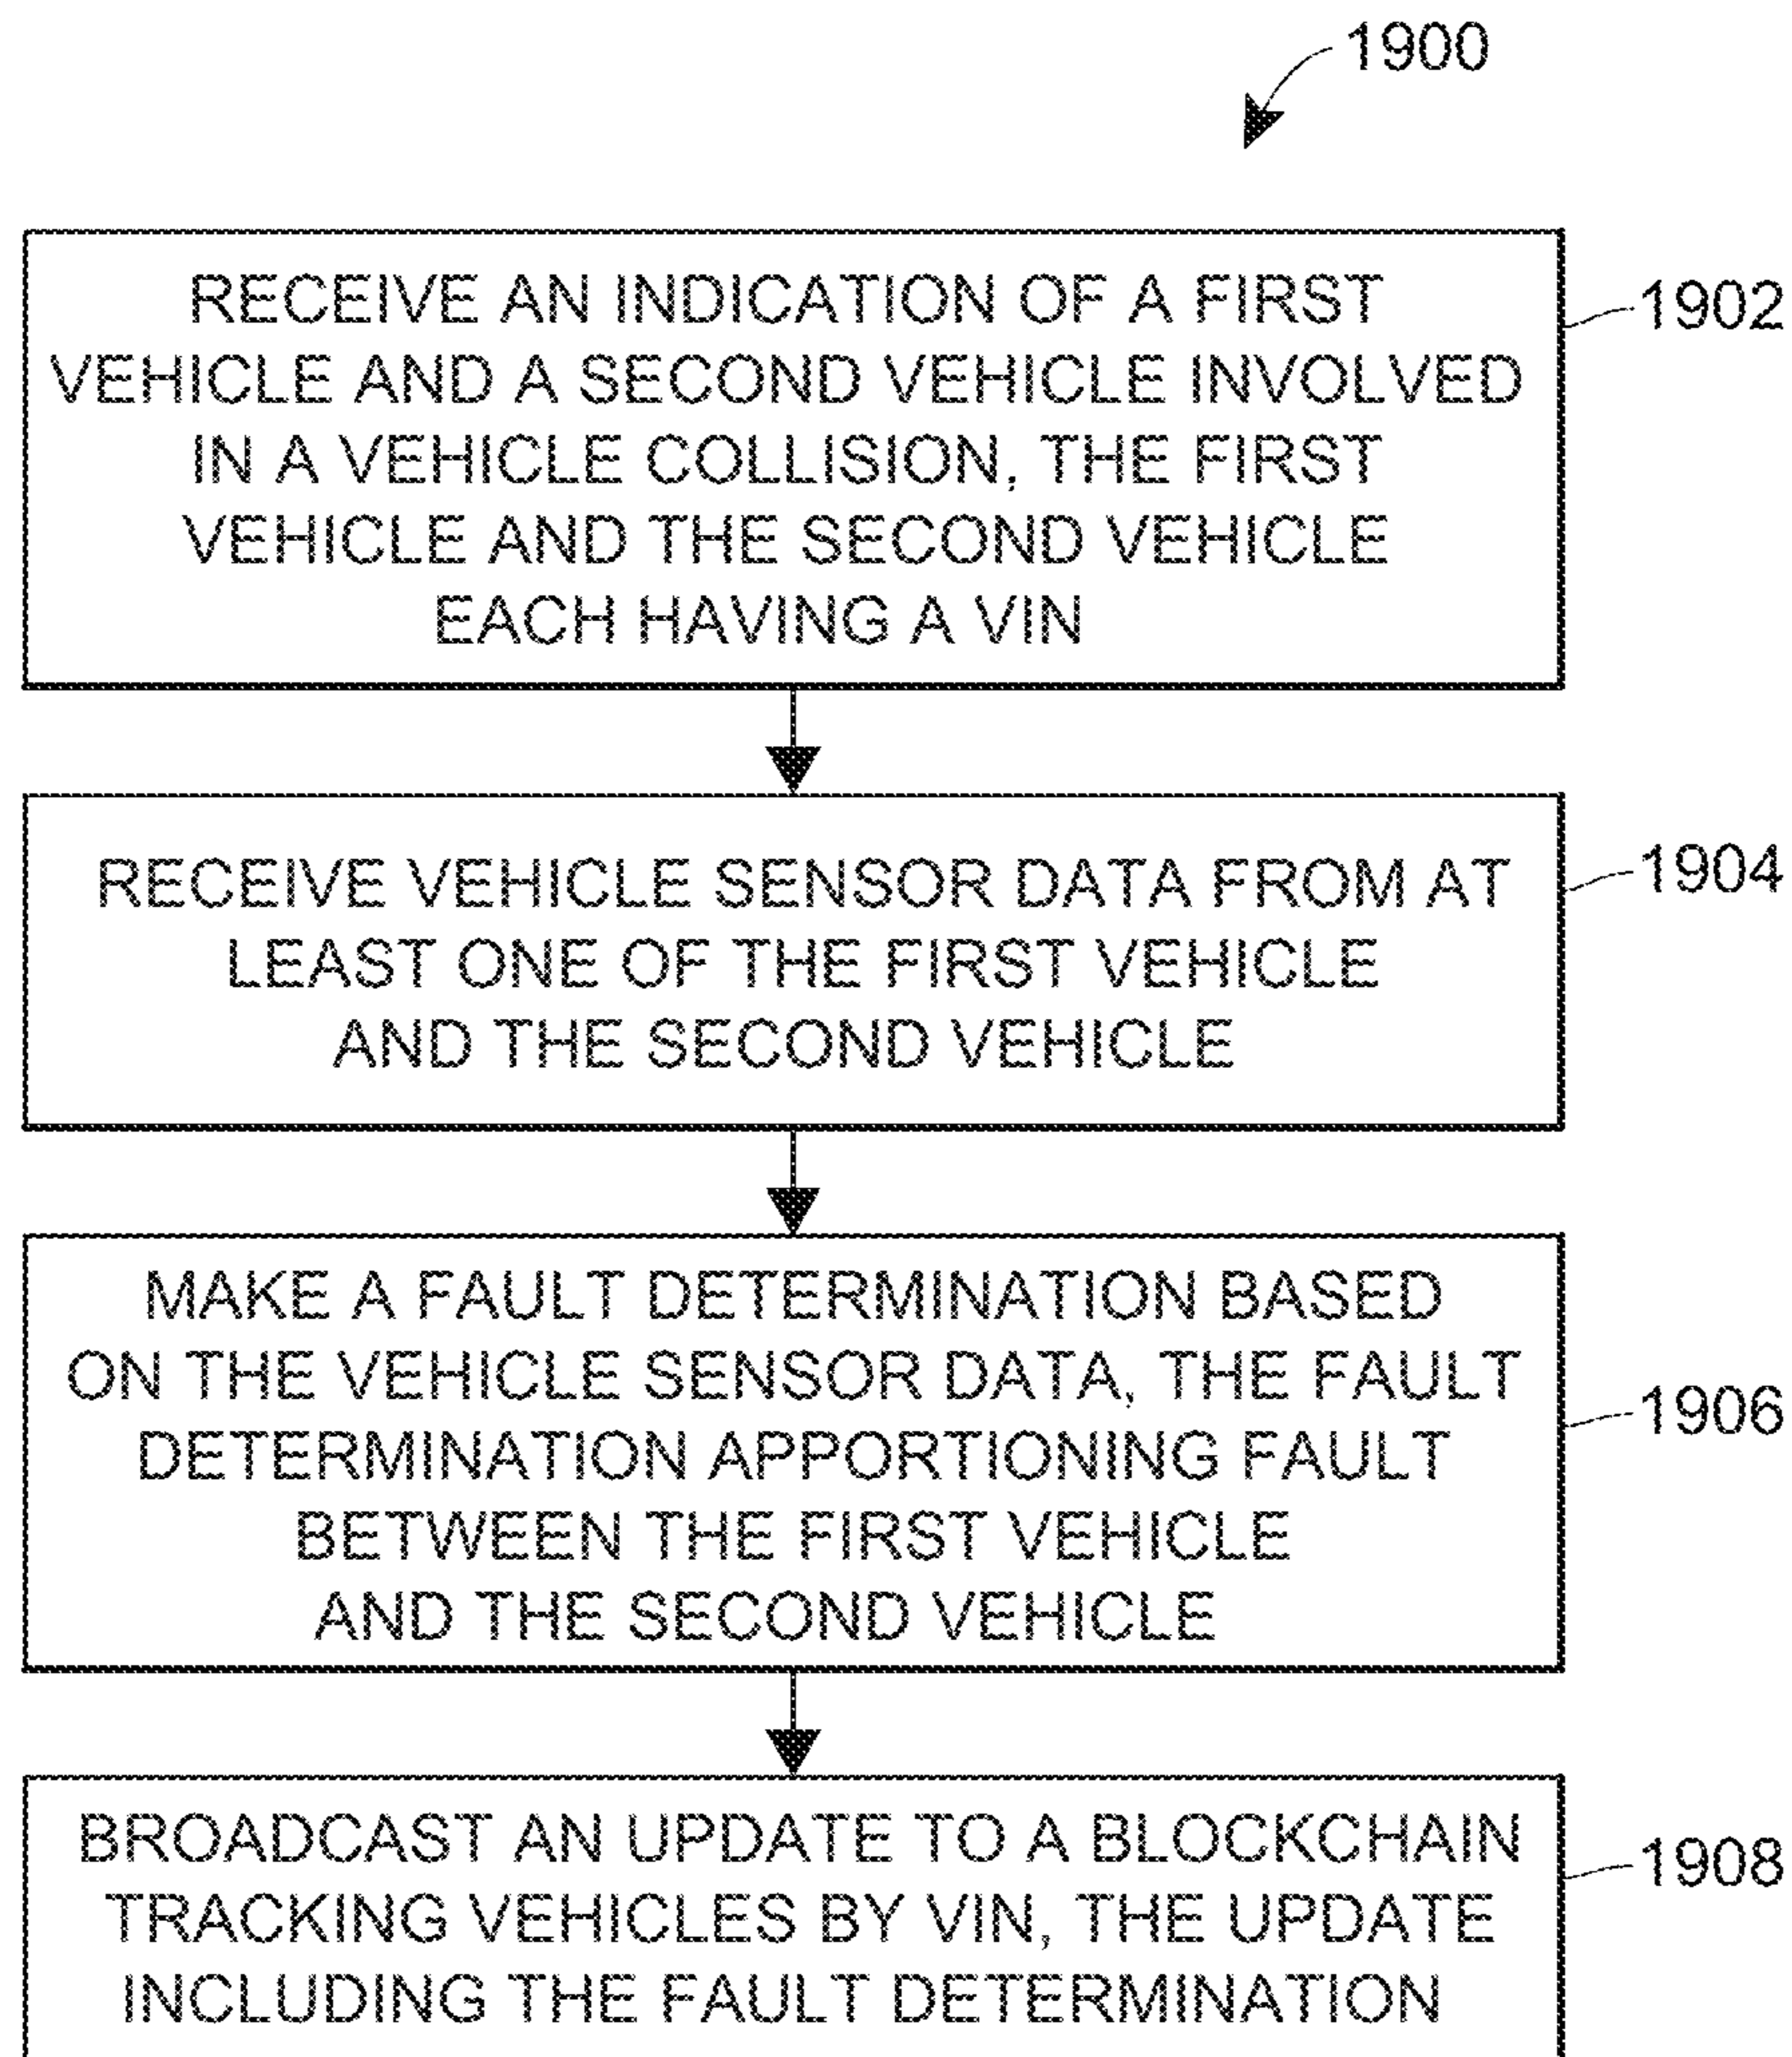 1900
RECEIVE AN INDICATION OF A FIRST
VEHICLE AND A SECOND VEHICLE INVOLVED
IN A VEHICLE COLLISION, THE FIRST
VEHICLE AND THE SECOND VEHICLE
EACH HAVING A VIN
1902
RECEIVE VEHICLE SENSOR DATA FROM AT
LEAST ONE OF THE FIRST VEHICLE
AND THE SECOND VEHICLE
1904
MAKE A FAULT DETERMINATION BASED
ON THE VEHICLE SENSOR DATA, THE FAULT
DETERMINATION APPORTIONING FAULT
BETWEEN THE FIRST VEHICLE
AND THE SECOND VEHICLE
1906
BROADCAST AN UPDATE TO A BLOCKCHAIN
TRACKING VEHICLES BY VIN, THE UPDATE
INCLUDING THE FAULT DETERMINATION
1908